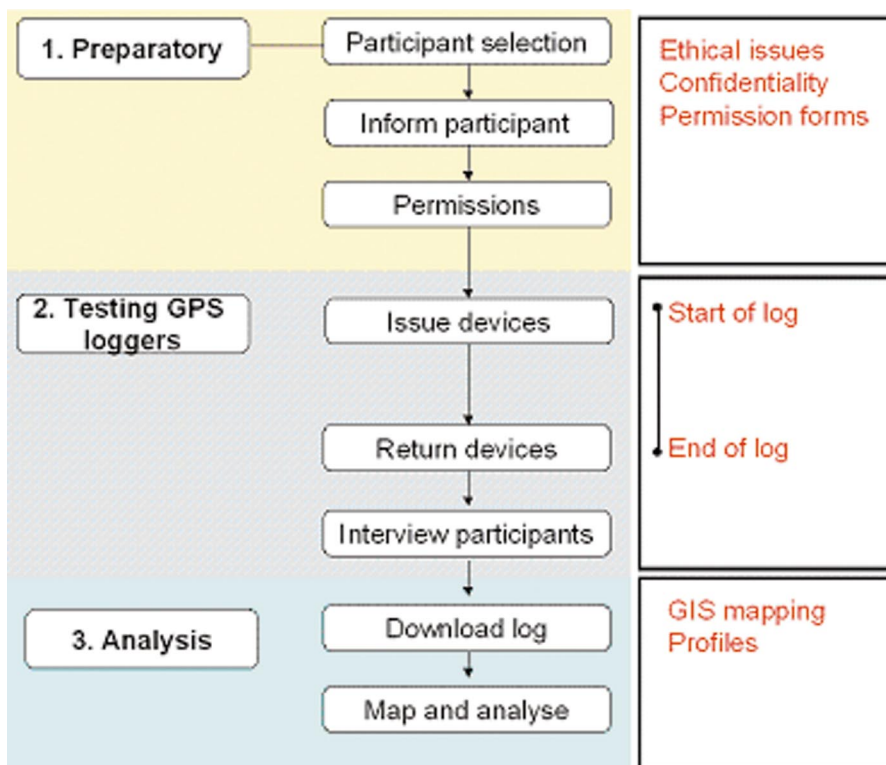 1. Preparatory
Participant selection
Inform participant
Permissions
Ethical issues
Confidentiality
Permission forms
2. Testing GPS
loggers
Issue devices
Return devices
Interview participants
Start of log
End of log
3. Analysis
Download log
Map and analyse
GIS mapping
Profiles